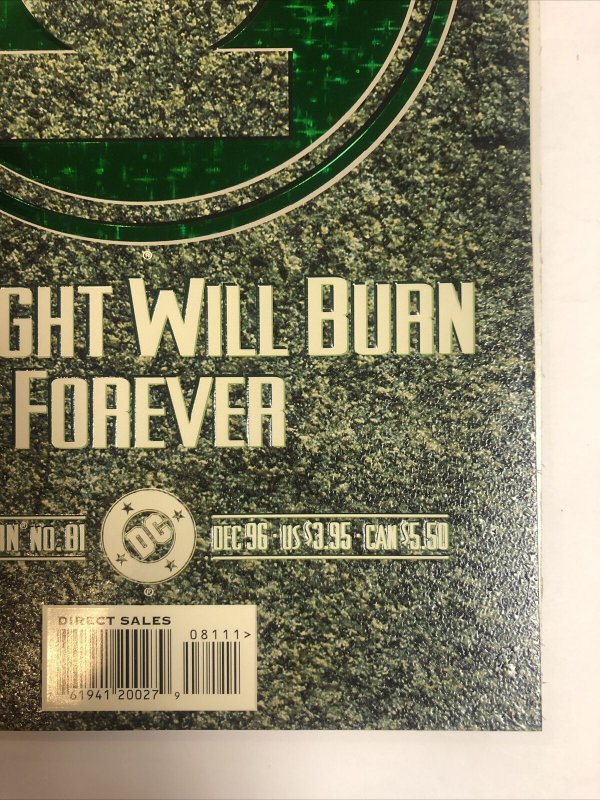 GHT WILL BURN
FOREVER
ON® NO. 81
DC
DEC 96 - US $3.95 - CAN $5.50
®
DIRECT SALES
08111>
61941 20027 9